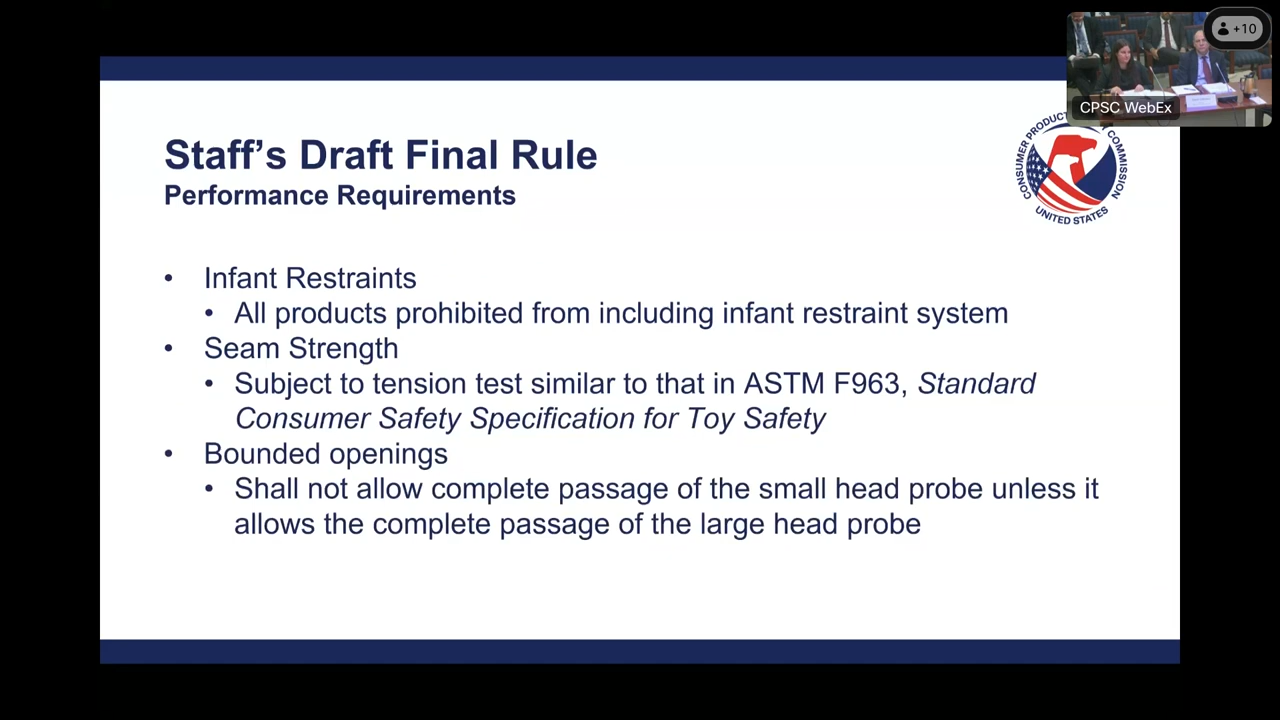 +10
CPSC WebEx
Staff's Draft Final Rule
Performance Requirements
CONSUMER PRODUCT COMMISSION
UNITED STATES
• Infant Restraints
• All products prohibited from including infant restraint system
• Seam Strength
• Subject to tension test similar to that in ASTM F963, Standard
Consumer Safety Specification for Toy Safety
• Bounded openings
• Shall not allow complete passage of the small head probe unless it
allows the complete passage of the large head probe